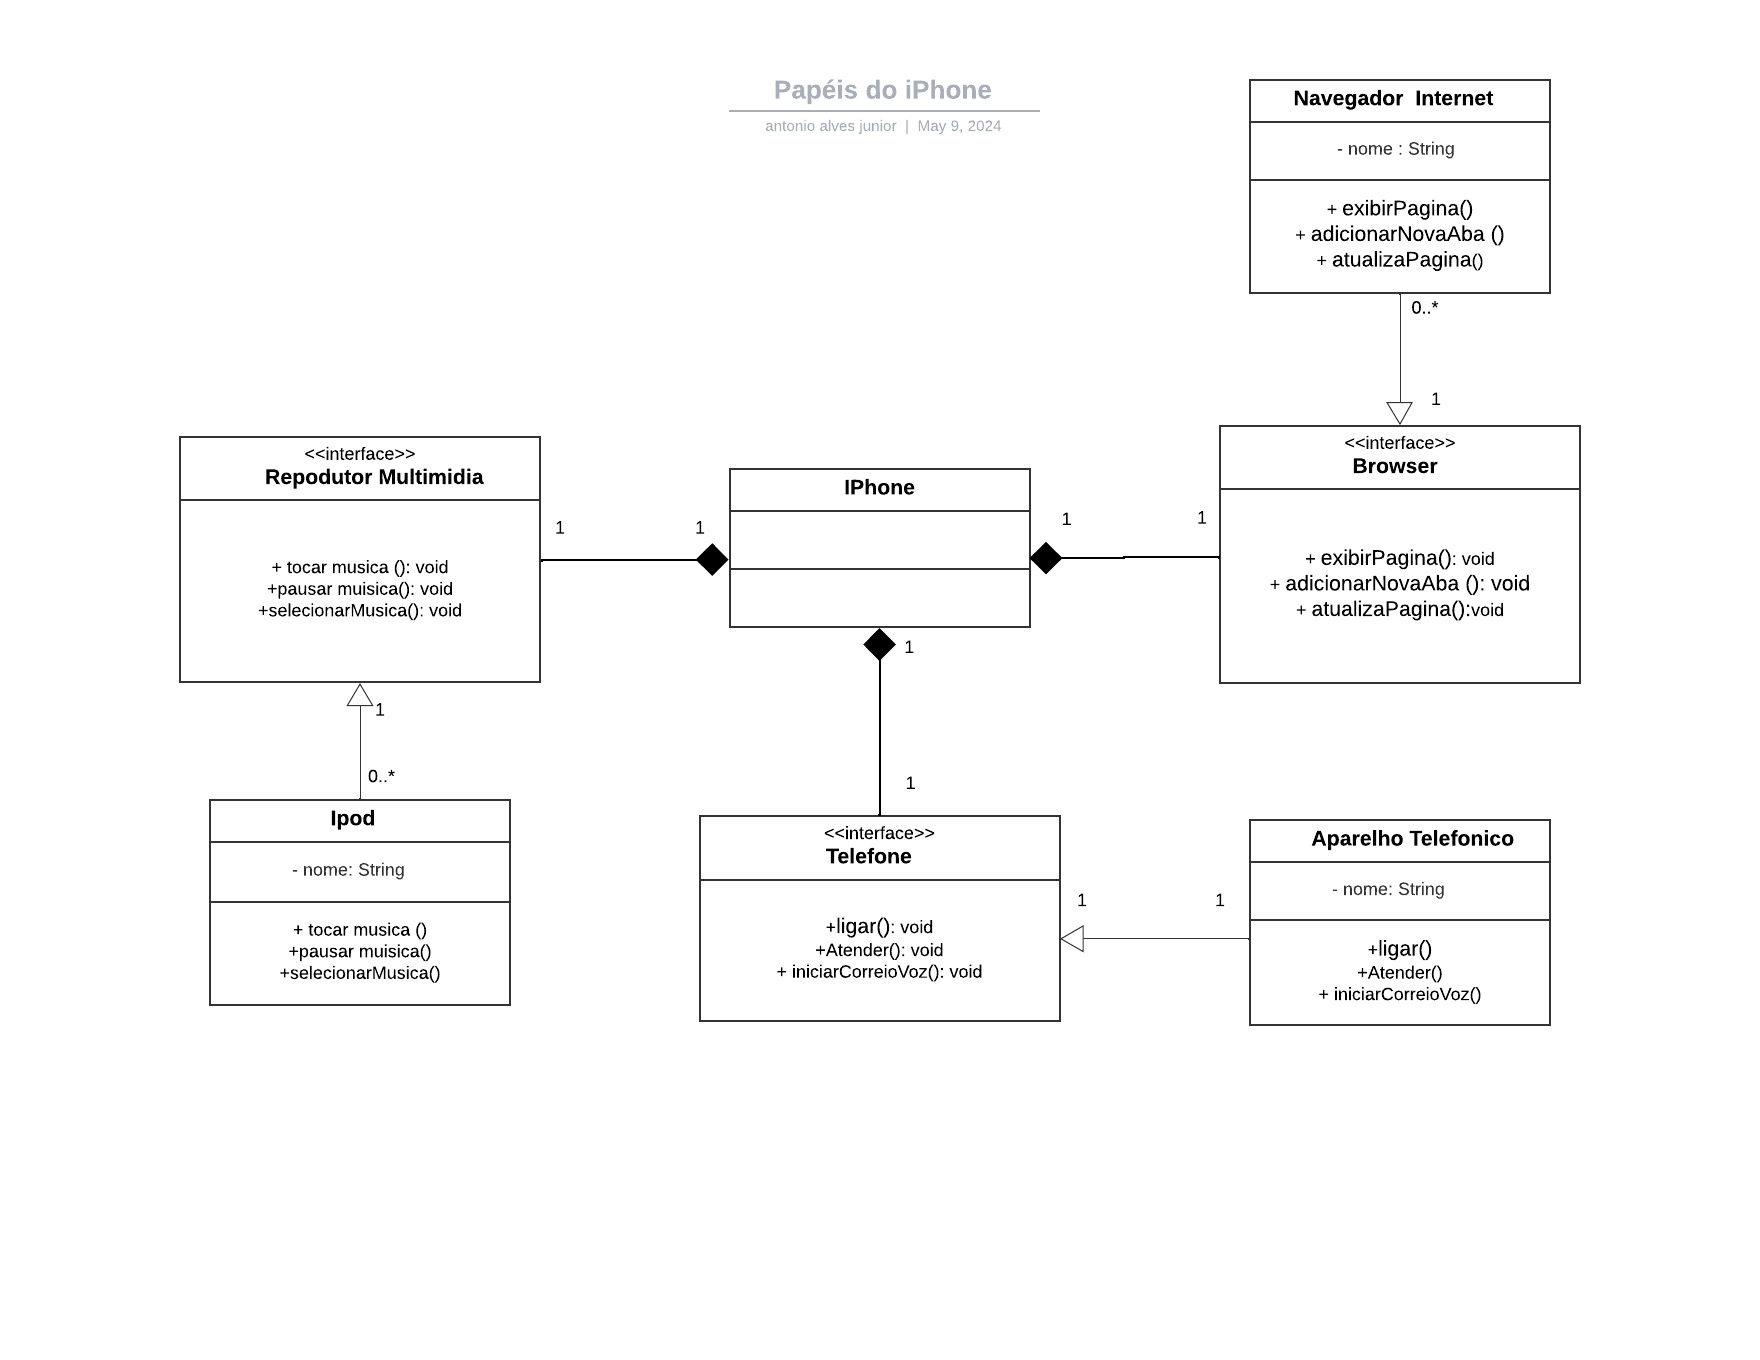 Papéis do iPhone
antonio alves junior | May 9, 2024
Navegador Internet
- nome : String
+ exibirPagina()
+ adicionarNovaAba ()
+ atualizaPagina()
0..*
1
<<interface>>
Browser
+ exibirPagina(): void
+ adicionarNovaAba (): void
+ atualizaPagina():void
<<interface>>
Repodutor Multimidia
+ tocar musica (): void
+pausar muisica(): void
+selecionarMusica(): void
1
1
IPhone
1
1
1
1
1
0..*
Ipod
- nome: String
+ tocar musica ()
+pausar muisica()
+selecionarMusica()
<<interface>>
Telefone
+ligar(): void
+Atender(): void
+ iniciarCorreioVoz(): void
1
1
Aparelho Telefonico
- nome: String
+ligar()
+Atender()
+ iniciarCorreioVoz()